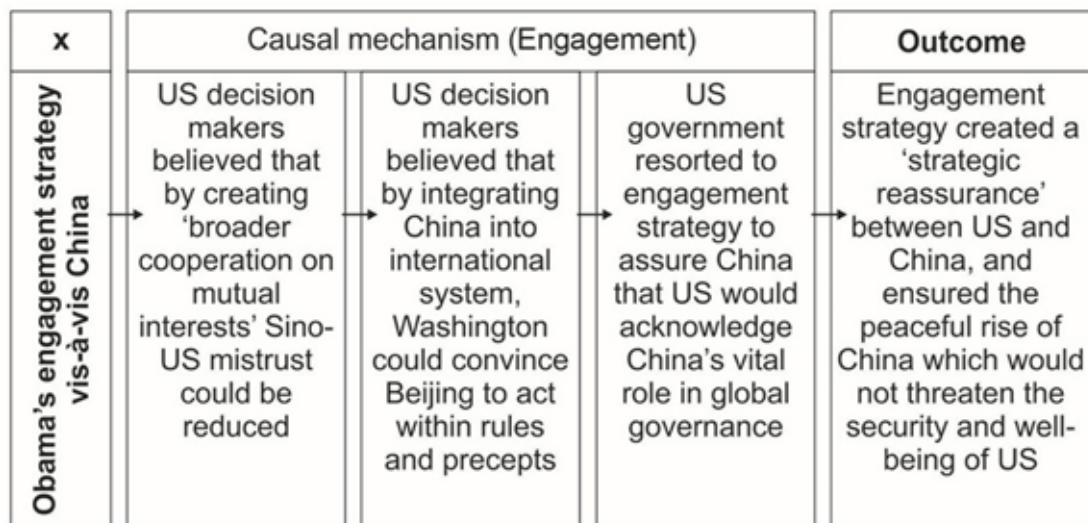 x
Causal mechanism (Engagement)
Outcome
Obama's engagement strategy
vis-à-vis China
US decision
makers
believed that
by creating
‘broader
cooperation on
mutual
interests’ Sino-
US mistrust
could be
reduced
US decision
makers
believed that
by integrating
China into
international
system,
Washington
could convince
Beijing to act
within rules
and precepts
US
government
resorted to
engagement
strategy to
assure China
that US would
acknowledge
China’s vital
role in global
governance
Engagement
strategy created a
‘strategic
reassurance’
between US and
China, and
ensured the
peaceful rise of
China which would
not threaten the
security and well-
being of US